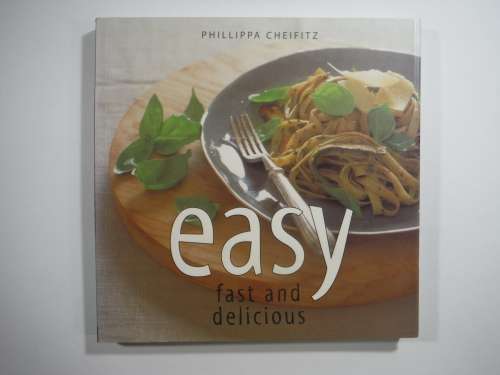 PHILLIPPA CHEIFITZ
easy
fast and
delicious